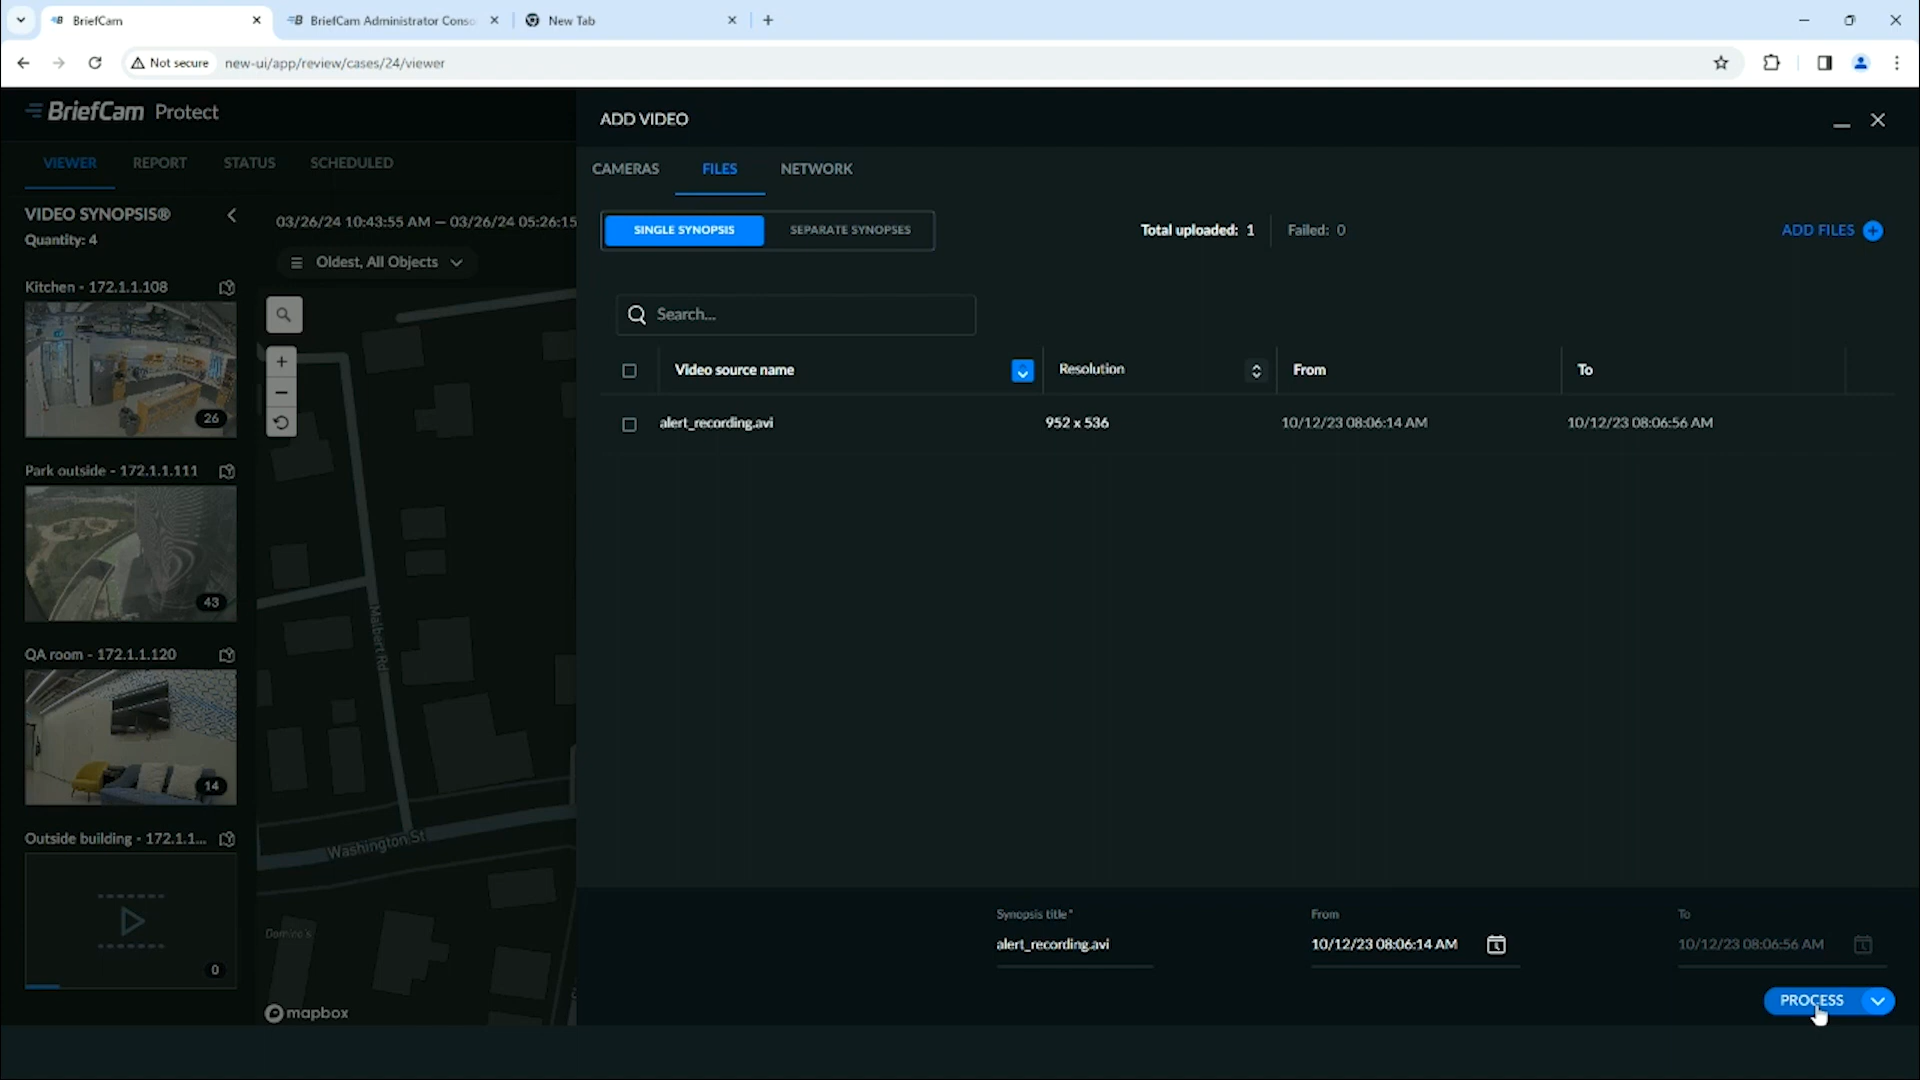 BriefCam
BriefCam Administrator Conso
New Tab
Not secure
new-ui/app/review/cases/24/viewer
BriefCam Protect
VIEWER
REPORT
STATUS
SCHEDULED
VIDEO SYNOPSIS®
Quantity: 4
Kitchen - 172.1.1.108
26
Park outside - 172.1.1.111
43
QA room - 172.1.1.120
14
Outside building - 172.1.1...
0
03/26/24 10:43:55 AM — 03/26/24 05:26:15
Oldest, All Objects
Malbert Rd
Washington St
Domino's
mapbox
ADD VIDEO
CAMERAS
FILES
NETWORK
SINGLE SYNOPSIS
SEPARATE SYNOPSES
Total uploaded: 1
Failed: 0
ADD FILES
Search...
Video source name
Resolution
From
To
alert_recording.avi
952 x 536
10/12/23 08:06:14 AM
10/12/23 08:06:56 AM
Synopsis title*
alert_recording.avi
From
10/12/23 08:06:14 AM
To
10/12/23 08:06:56 AM
PROCESS